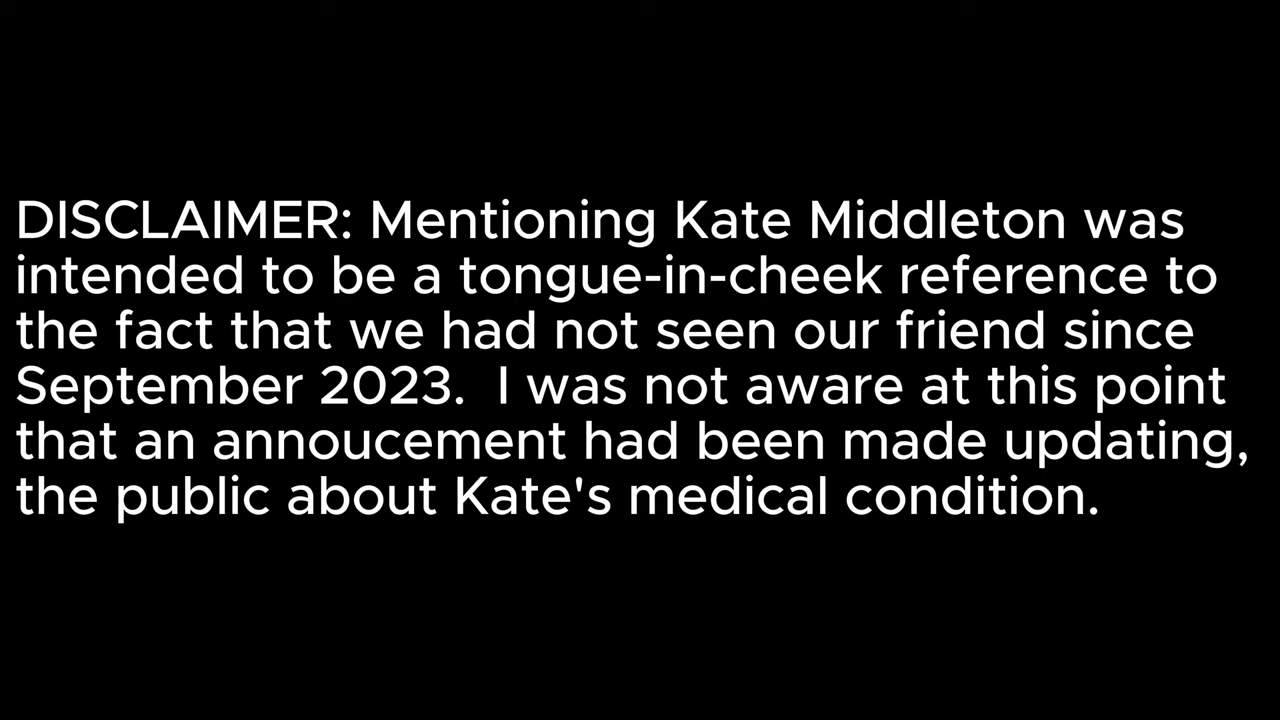 DISCLAIMER: Mentioning Kate Middleton was
intended to be a tongue-in-cheek reference to
the fact that we had not seen our friend since
September 2023.  I was not aware at this point
that an annoucement had been made updating,
the public about Kate's medical condition.